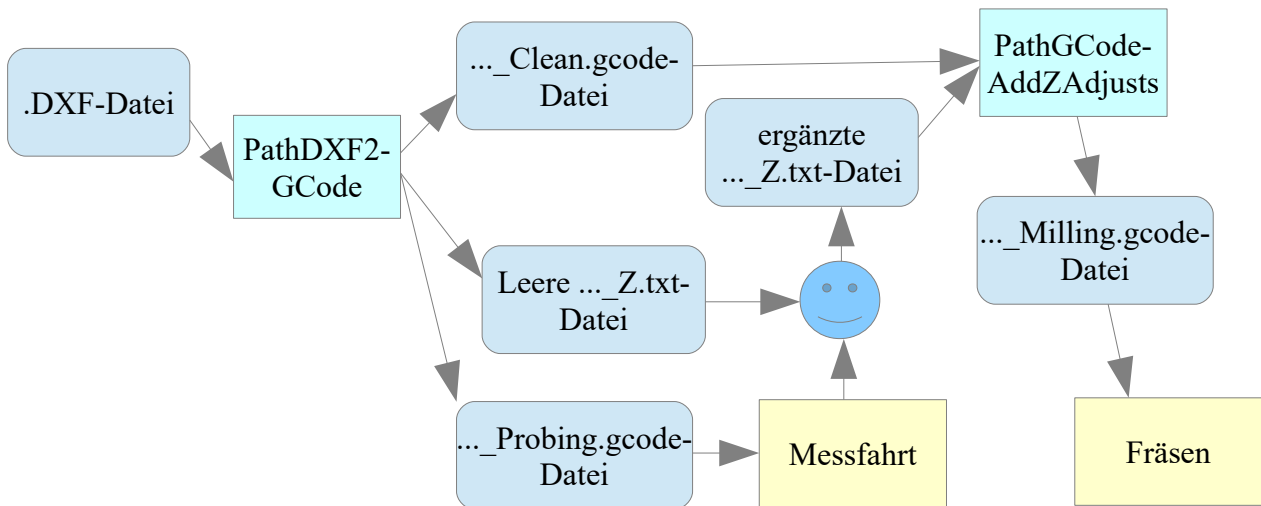 .DXF-Datei
PathDXF2-
GCode
..._Clean.gcode-
Datei
Leere ..._Z.txt-
Datei
..._Probing.gcode-
Datei
Messfahrt
ergänzte
..._Z.txt-Datei
PathGCode-
AddZAdjusts
..._Milling.gcode-
Datei
Fräsen